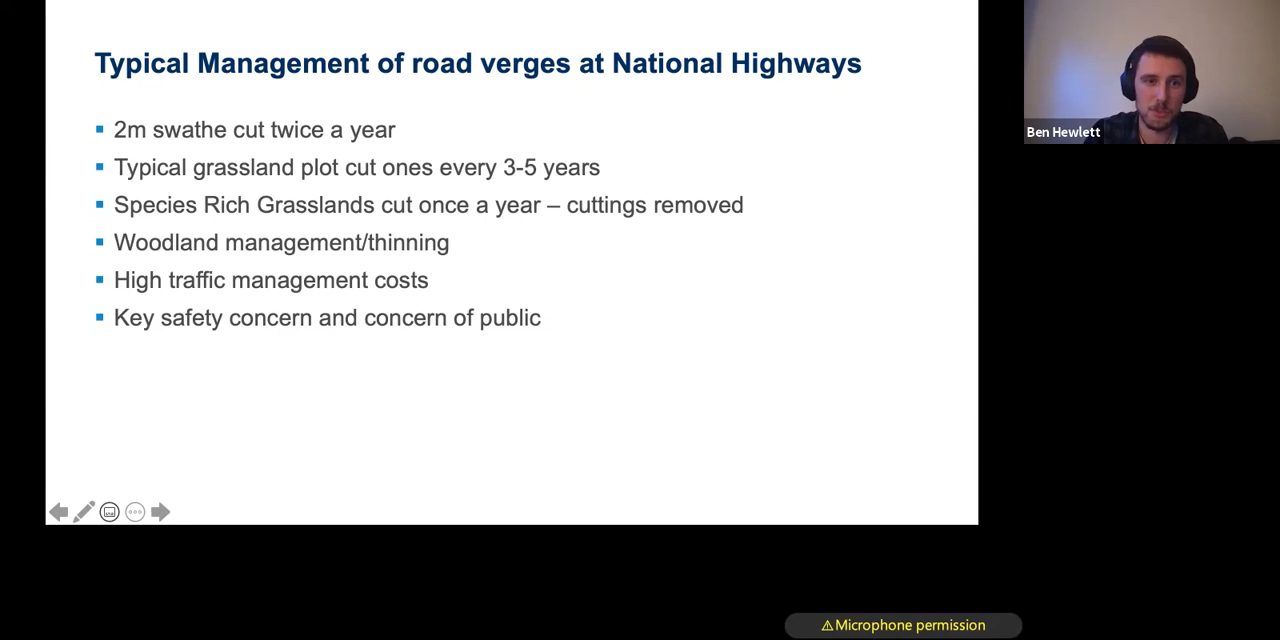 Typical Management of road verges at National Highways
2m swathe cut twice a year
Typical grassland plot cut ones every 3-5 years
Species Rich Grasslands cut once a year – cuttings removed
Woodland management/thinning
High traffic management costs
Key safety concern and concern of public
Ben Hewlett
⚠Microphone permission